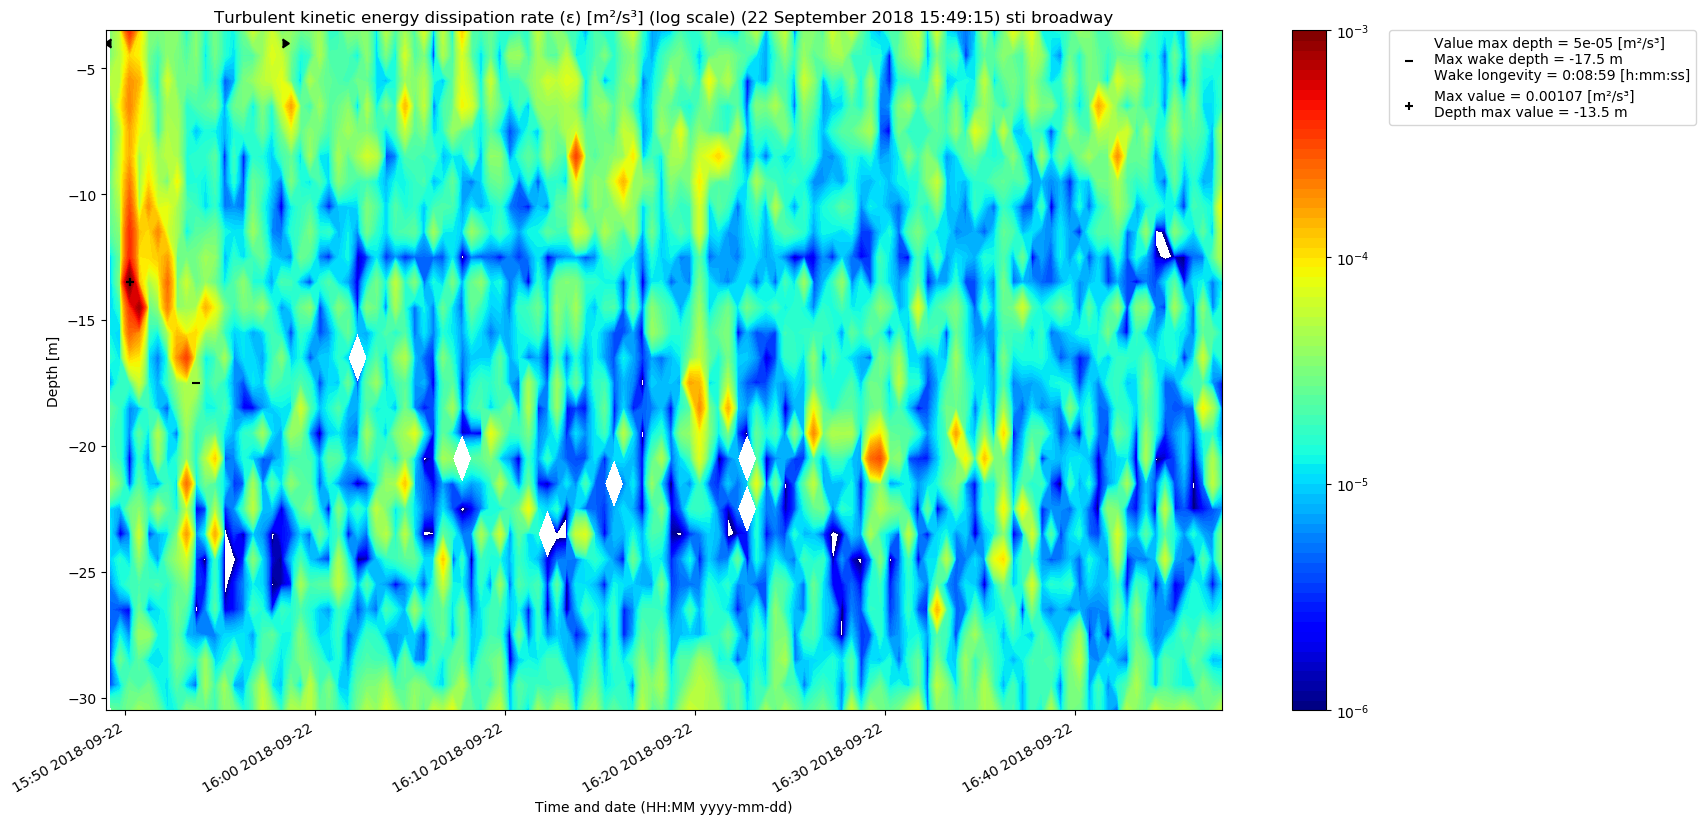 Turbulent kinetic energy dissipation rate (ε) [m²/s³] (log scale) (22 September 2018 15:49:15) sti broadway
Value max depth = 5e-05 [m²/s³]
Max wake depth = -17.5 m
Wake longevity = 0:08:59 [h:mm:ss]
Max value = 0.00107 [m²/s³]
Depth max value = -13.5 m
Depth [m]
−5
−10
−15
−20
−25
−30
10⁻³
10⁻⁴
10⁻⁵
10⁻⁶
15:50 2018-09-22
16:00 2018-09-22
16:10 2018-09-22
16:20 2018-09-22
16:30 2018-09-22
16:40 2018-09-22
Time and date (HH:MM yyyy-mm-dd)